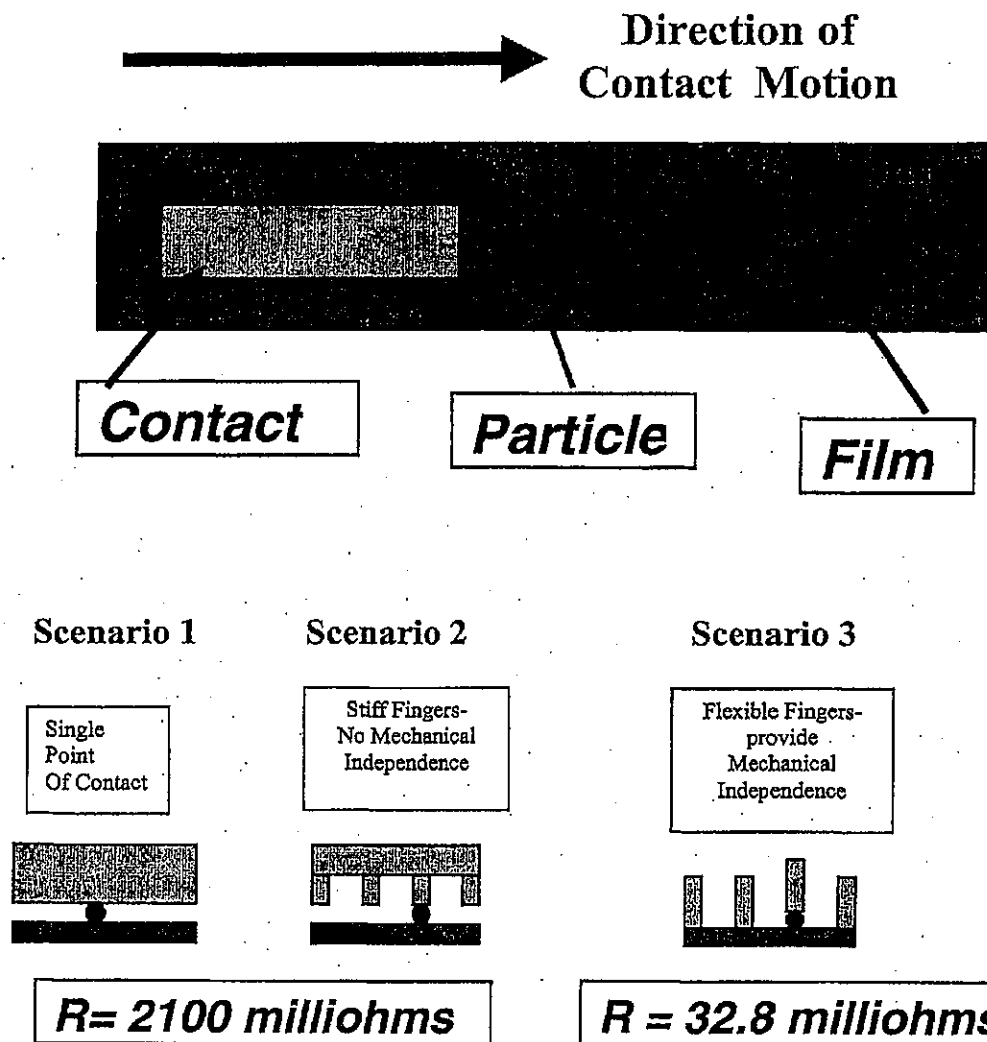 Direction of
Contact Motion
Contact
Particle
Film
Scenario 1
Scenario 2
Scenario 3
Single
Point
Of Contact
Stiff Fingers-
No Mechanical
Independence
Flexible Fingers-
provide
Mechanical
Independence
R= 2100 milliohms
R = 32.8 milliohms